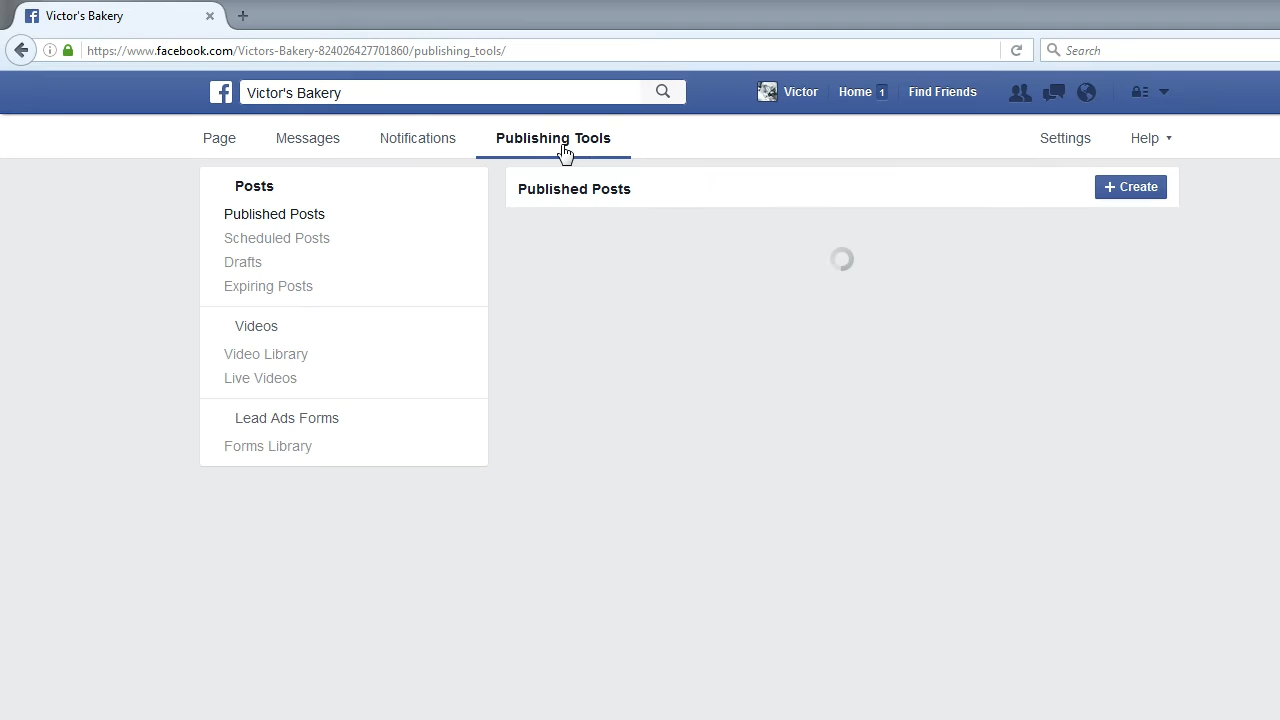 Victor's Bakery
https://www.facebook.com/Victors-Bakery-824026427701860/publishing_tools/
Search
Victor's Bakery
Victor
Home 1
Find Friends
Page
Messages
Notifications
Publishing Tools
Settings
Help
Posts
Published Posts
Scheduled Posts
Drafts
Expiring Posts
Videos
Video Library
Live Videos
Lead Ads Forms
Forms Library
Published Posts
+ Create